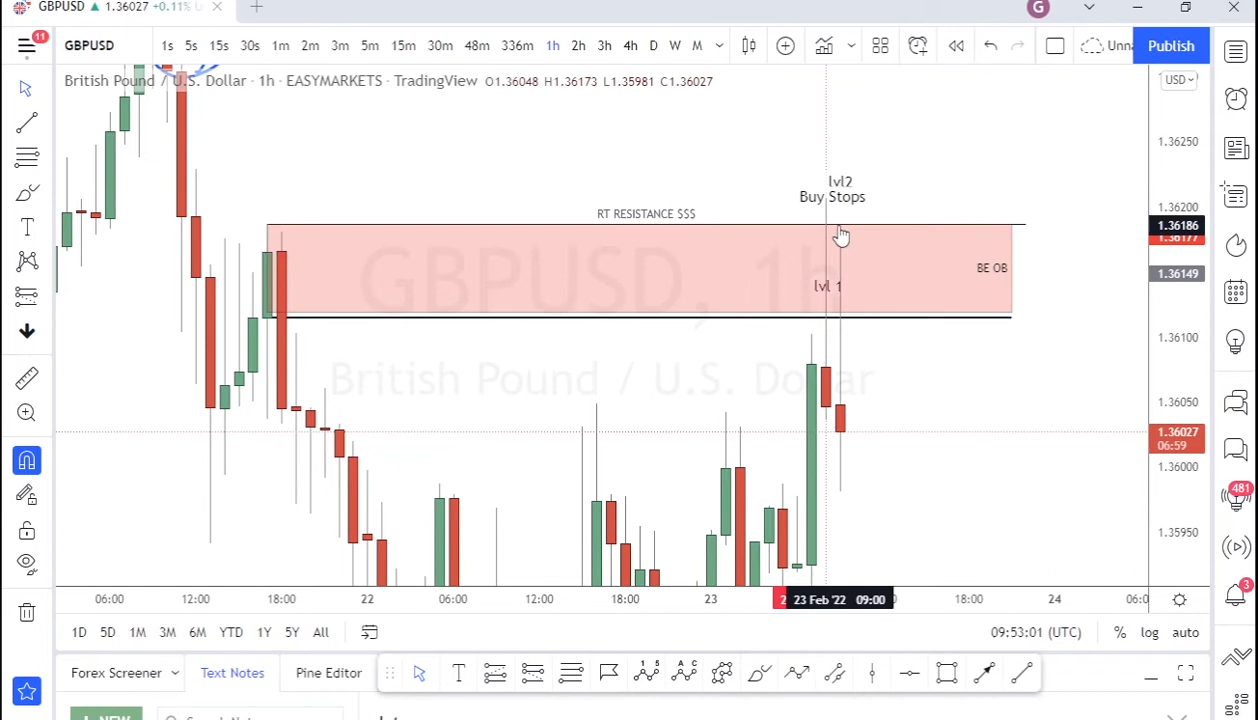 GBPUSD ▲ 1.36027 +0.11%
G
11
GBPUSD 1s 5s 15s 30s 1m 2m 3m 5m 15m 30m 48m 336m 1h 2h 3h 4h D W M Unna Publish
British Pound / U.S. Dollar · 1h · EASYMARKETS · TradingView O1.36048 H1.36173 L1.35981 C1.36027
USD
1.36250
lvl2
Buy Stops
1.36200
RT RESISTANCE $$$
1.36186
1.36177
GBPUSD, 1h
BE OB
1.36149
lvl 1
1.36100
British Pound / U.S. Dollar
1.36050
1.36027
06:59
1.36000
481
1.35950
3
06:00 12:00 18:00 22 06:00 12:00 18:00 23 2 23 Feb '22 09:00 18:00 24 06:0
1D 5D 1M 3M 6M YTD 1Y 5Y All 09:53:01 (UTC) % log auto
Forex Screener Text Notes Pine Editor
+ NEW